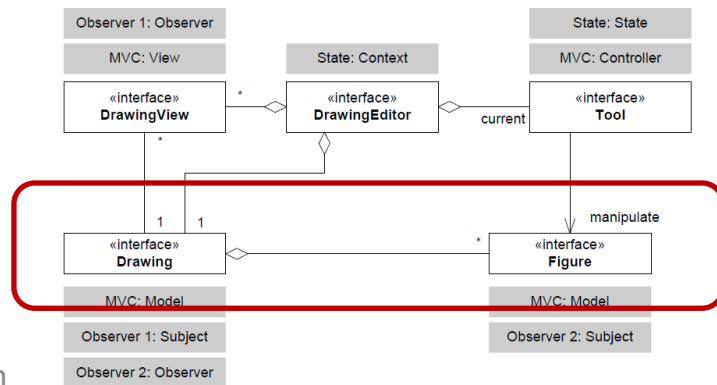 Observer 1: Observer
State: State
MVC: View
State: Context
MVC: Controller
«interface»
DrawingView
*
«interface»
DrawingEditor
current
«interface»
Tool
*
1
1
manipulate
«interface»
Drawing
*
«interface»
Figure
MVC: Model
MVC: Model
Observer 1: Subject
Observer 2: Subject
Observer 2: Observer